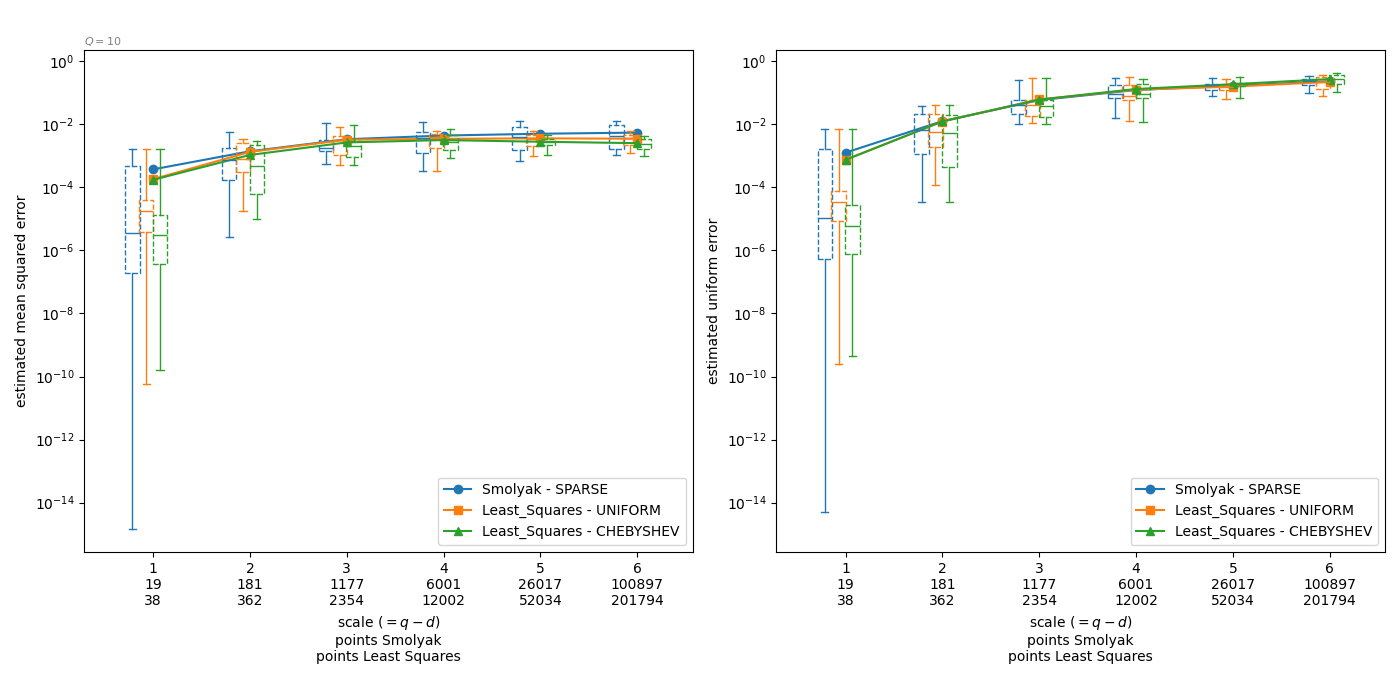 Q = 10
estimated mean squared error
10^0
10^-2
10^-4
10^-6
10^-8
10^-10
10^-12
10^-14
Smolyak - SPARSE
Least_Squares - UNIFORM
Least_Squares - CHEBYSHEV
1 2 3 4 5 6
19 181 1177 6001 26017 100897
38 362 2354 12002 52034 201794
scale (= q − d)
points Smolyak
points Least Squares
estimated uniform error
10^0
10^-2
10^-4
10^-6
10^-8
10^-10
10^-12
10^-14
Smolyak - SPARSE
Least_Squares - UNIFORM
Least_Squares - CHEBYSHEV
1 2 3 4 5 6
19 181 1177 6001 26017 100897
38 362 2354 12002 52034 201794
scale (= q − d)
points Smolyak
points Least Squares